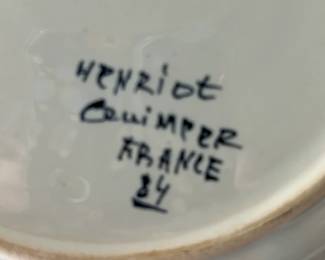 HENRiot
Quimper
FRANCE
84